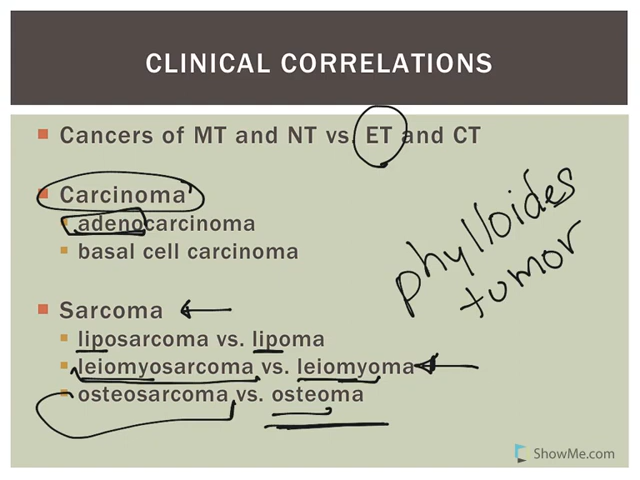 CLINICAL CORRELATIONS
Cancers of MT and NT vs. ET and CT
Carcinoma
adenocarcinoma
basal cell carcinoma
Sarcoma
liposarcoma vs. lipoma
leiomyosarcoma vs. leiomyoma
osteosarcoma vs. osteoma
phylloides
tumor
ShowMe.com